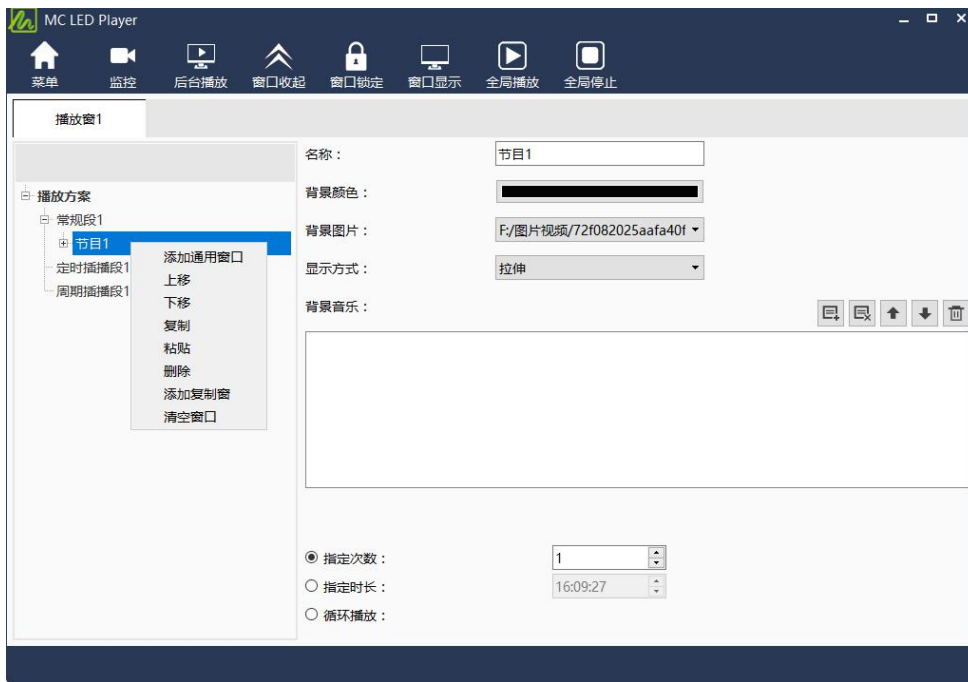 MC LED Player
菜单 监控 后台播放 窗口收起 窗口锁定 窗口显示 全局播放 全局停止
播放窗1
播放方案
常规段1
节目1
定时插播段1
周期插播段1
添加通用窗口
上移
下移
复制
粘贴
删除
添加复制窗
清空窗口
名称： 节目1
背景颜色：
背景图片： F:/图片视频/72f082025aafa40f
显示方式： 拉伸
背景音乐：
指定次数： 1
指定时长： 16:09:27
循环播放：